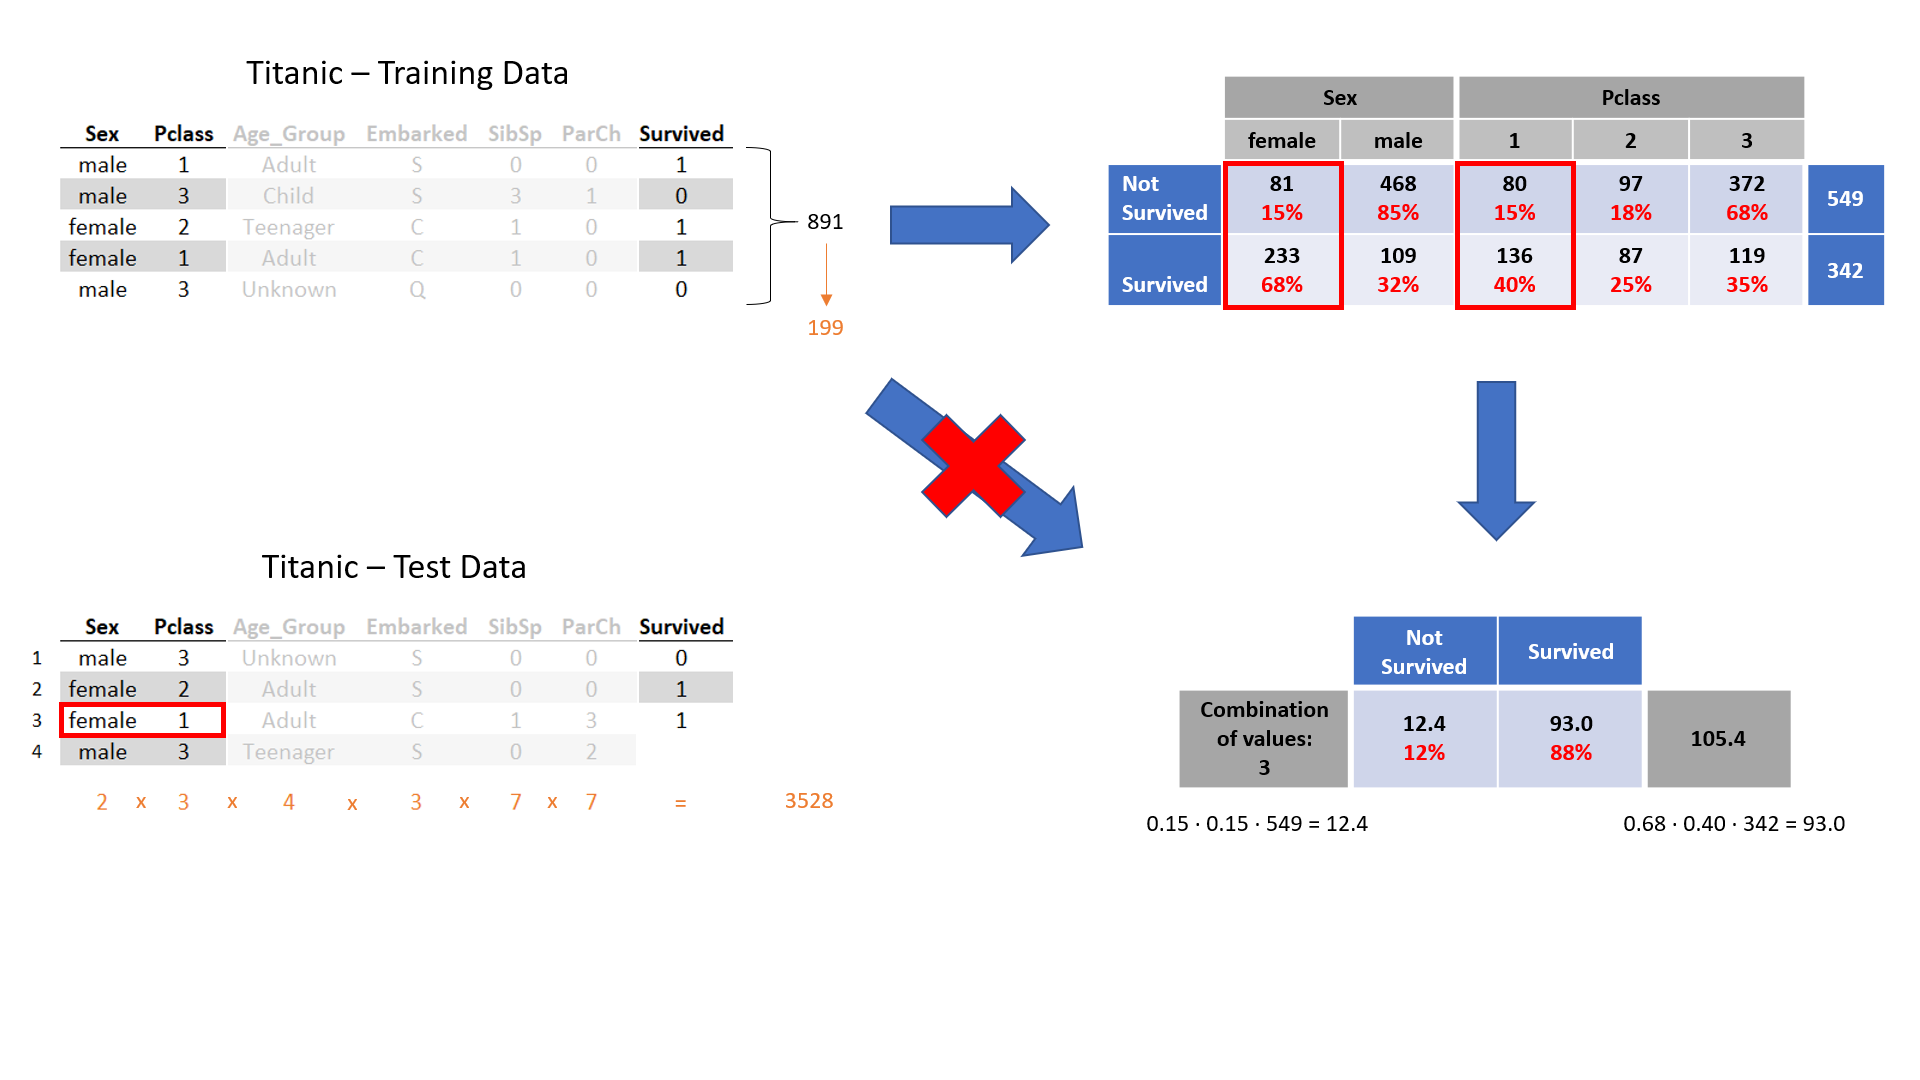 Titanic – Training Data
Sex Pclass Age_Group Embarked SibSp ParCh Survived
male 1 Adult S 0 0 1
male 3 Child S 3 1 0
female 2 Teenager C 1 0 1
female 1 Adult C 1 0 1
male 3 Unknown Q 0 0 0
891
199
Sex Pclass
female male 1 2 3
Not Survived 81 468 80 97 372 549
15% 85% 15% 18% 68%
Survived 233 109 136 87 119 342
68% 32% 40% 25% 35%
Titanic – Test Data
Sex Pclass Age_Group Embarked SibSp ParCh Survived
1 male 3 Unknown S 0 0 0
2 female 2 Adult S 0 0 1
3 female 1 Adult C 1 3 1
4 male 3 Teenager S 0 2
2 x 3 x 4 x 3 x 7 x 7 = 3528
Not
Survived
Survived
Combination
of values:
3
12.4 93.0 105.4
12% 88%
0.15 · 0.15 · 549 = 12.4
0.68 · 0.40 · 342 = 93.0